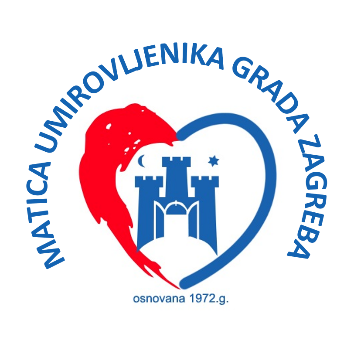 MATICA UMIROVLJENIKA GRADA ZAGREBA
osnovana 1972.g.